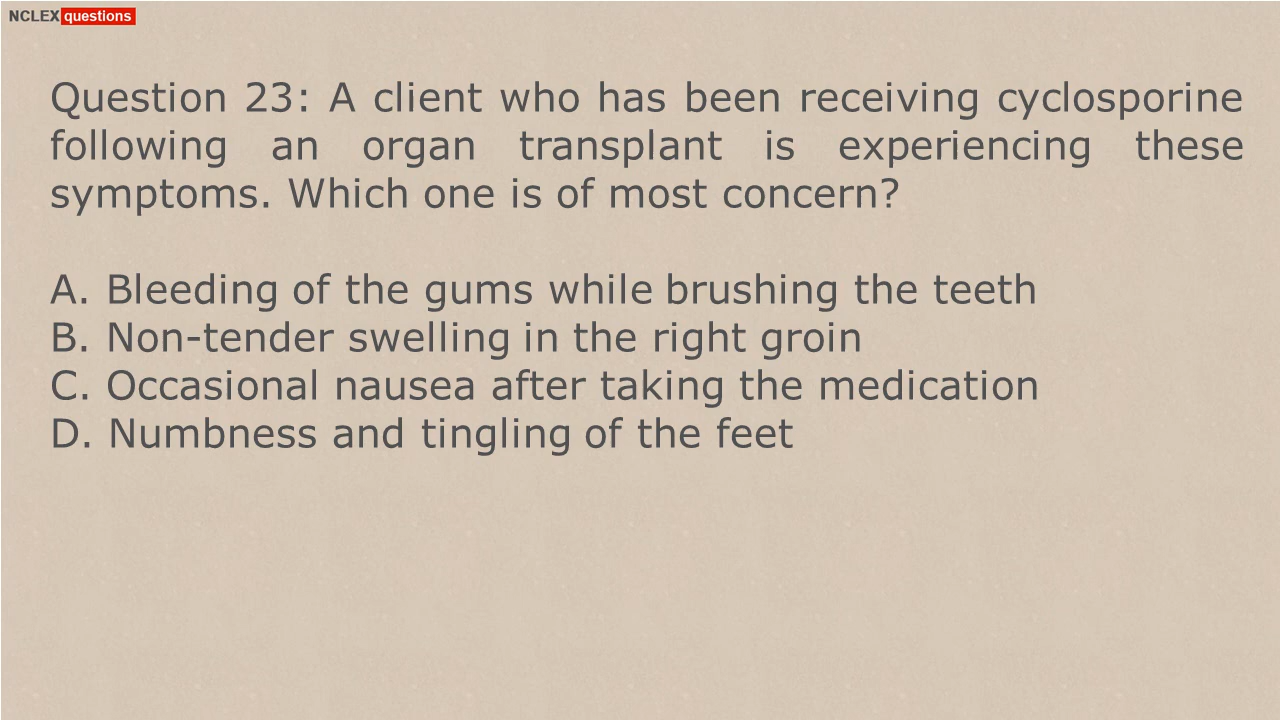 NCLEX questions
Question 23: A client who has been receiving cyclosporine
following an organ transplant is experiencing these
symptoms. Which one is of most concern?
A. Bleeding of the gums while brushing the teeth
B. Non-tender swelling in the right groin
C. Occasional nausea after taking the medication
D. Numbness and tingling of the feet